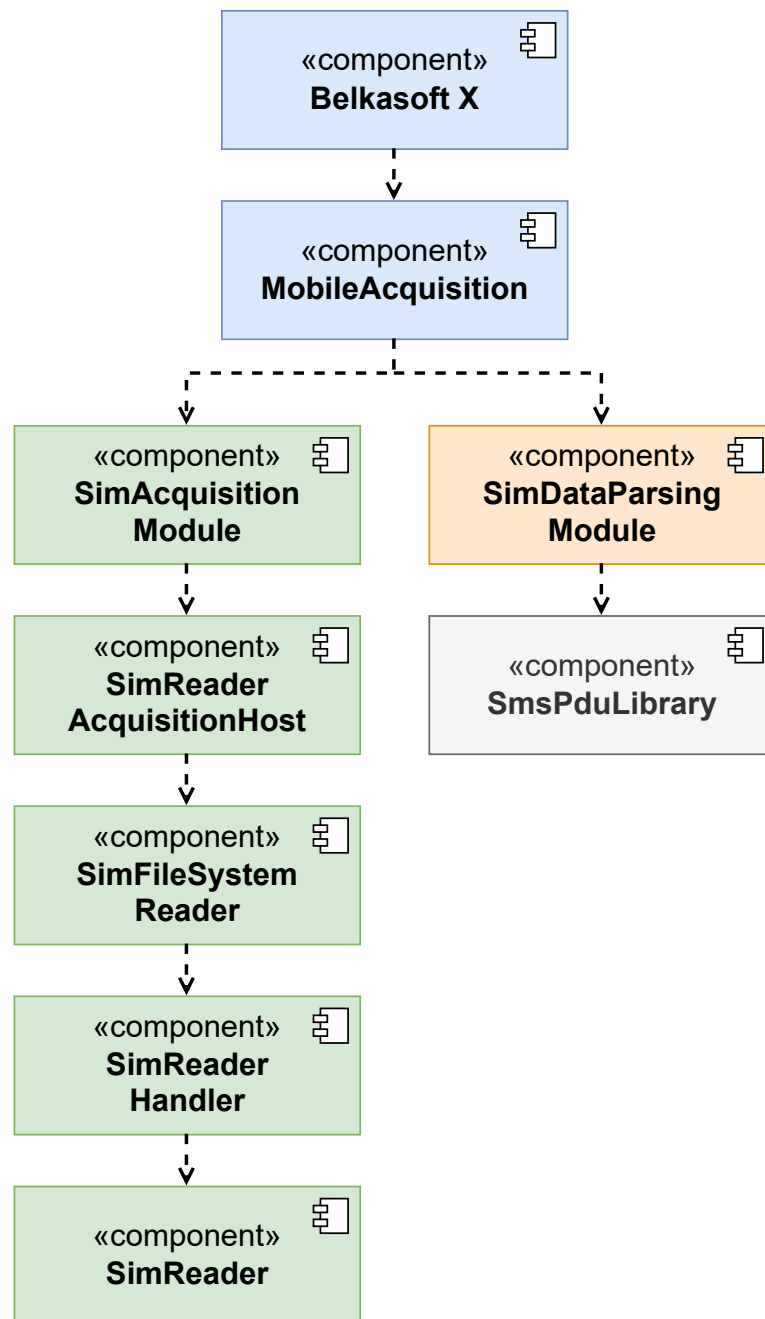 «component»
Belkasoft X
«component»
MobileAcquisition
«component»
SimAcquisition
Module
«component»
SimDataParsing
Module
«component»
SimReader
AcquisitionHost
«component»
SmsPduLibrary
«component»
SimFileSystem
Reader
«component»
SimReader
Handler
«component»
SimReader